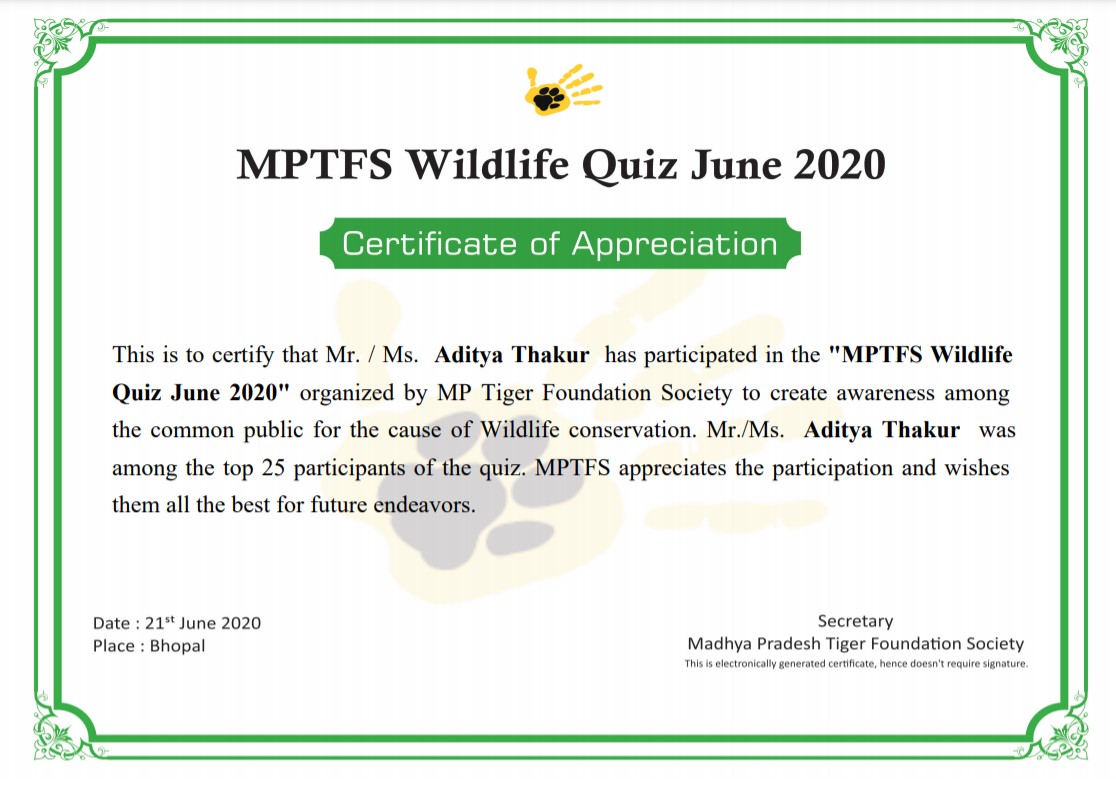 MPTFS Wildlife Quiz June 2020
Certificate of Appreciation
This is to certify that Mr. / Ms. Aditya Thakur has participated in the "MPTFS Wildlife
Quiz June 2020" organized by MP Tiger Foundation Society to create awareness among
the common public for the cause of Wildlife conservation. Mr./Ms. Aditya Thakur was
among the top 25 participants of the quiz. MPTFS appreciates the participation and wishes
them all the best for future endeavors.
Date : 21st June 2020
Place : Bhopal
Secretary
Madhya Pradesh Tiger Foundation Society
This is electronically generated certificate, hence doesn't require signature.